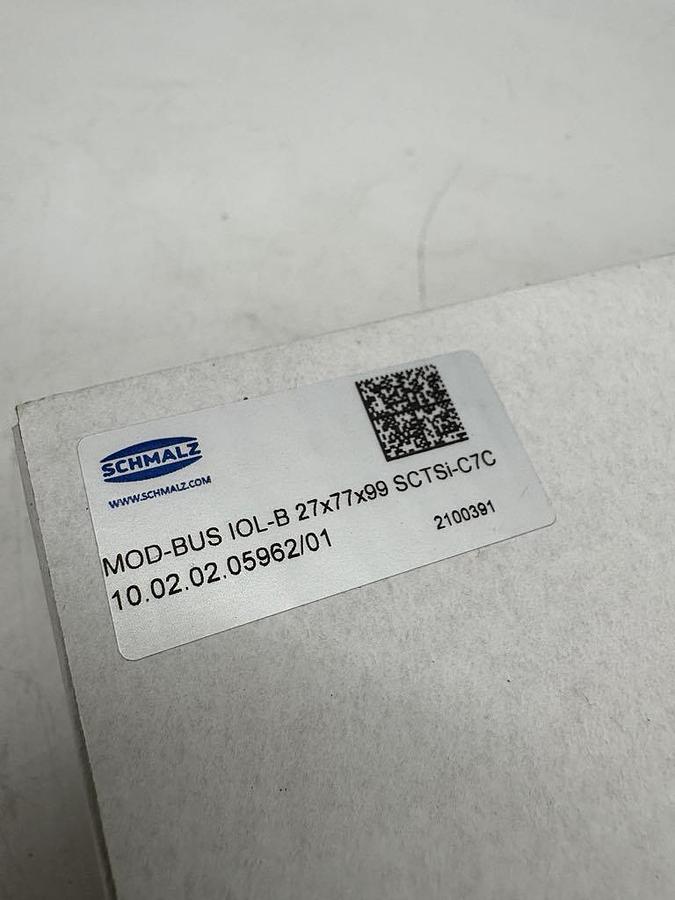 SCHMALZ
WWW.SCHMALZ.COM
MOD-BUS IOL-B 27x77x99 SCTSi-C7C
10.02.02.05962/01
2100391